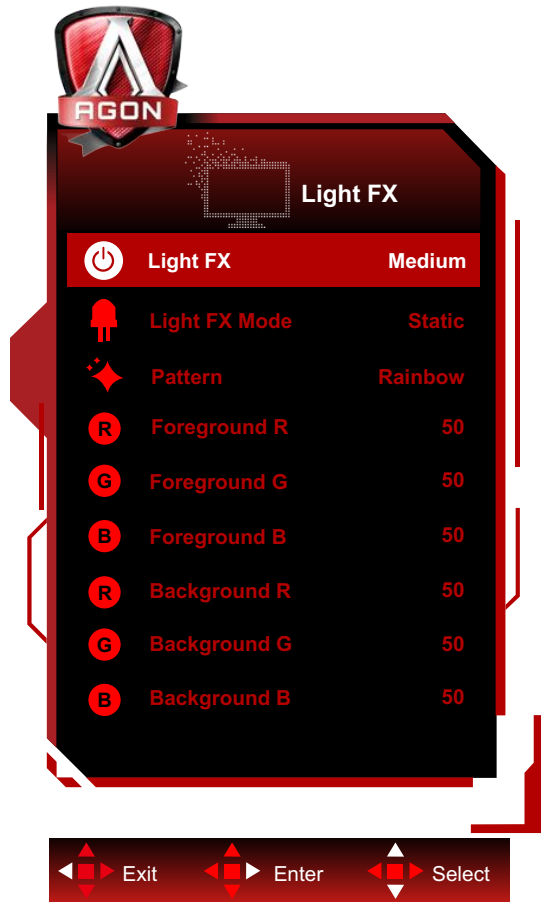 AGON
Light FX
Light FX Medium
Light FX Mode Static
Pattern Rainbow
R Foreground R 50
G Foreground G 50
B Foreground B 50
R Background R 50
G Background G 50
B Background B 50
Exit Enter Select